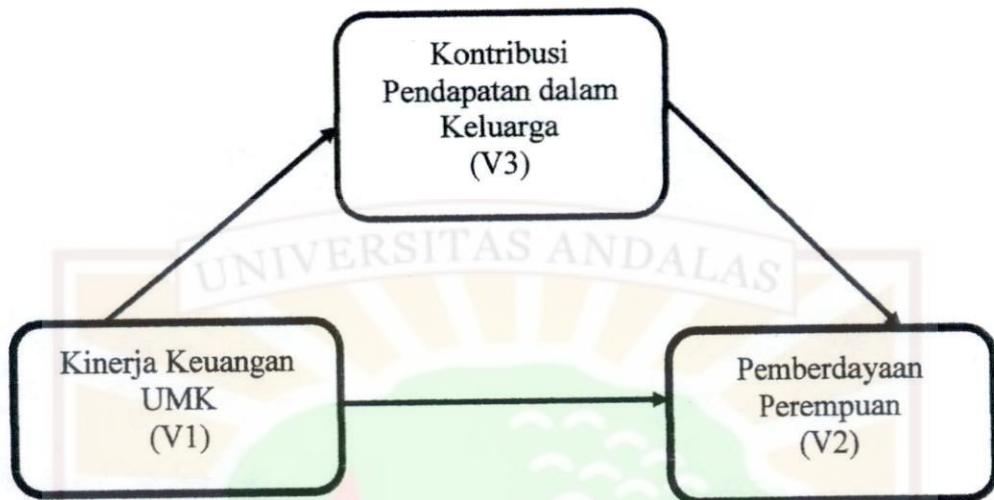 Kontribusi
Pendapatan dalam
Keluarga
(V3)
UNIVERSITAS ANDALAS
Kinerja Keuangan
UMK
(V1)
Pemberdayaan
Perempuan
(V2)